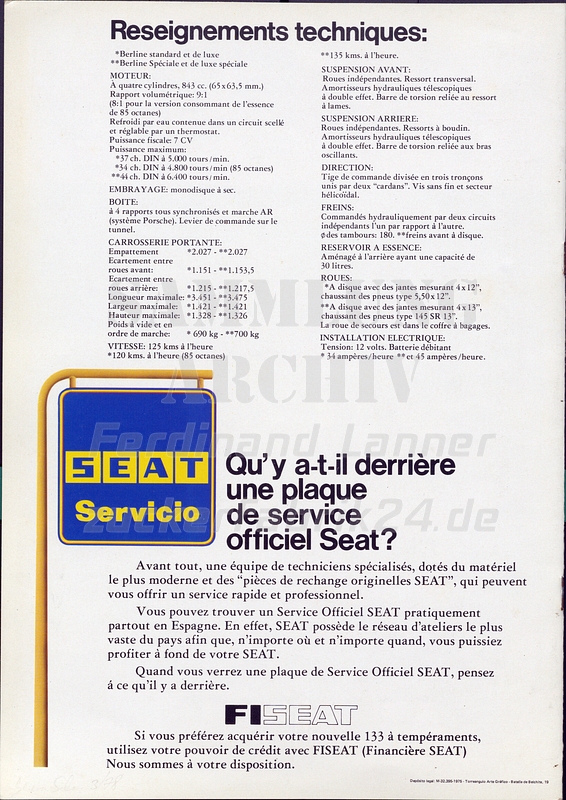 Reseignements techniques:
*Berline standard et de luxe
**Berline Spéciale et de luxe spéciale
MOTEUR:
À quatre cylindres, 843 cc. (65 x 63,5 mm.)
Rapport volumétrique: 9:1
(8:1 pour la version consommant de l'essence
de 85 octanes)
Refroidi par eau contenue dans un circuit scellé
et réglable par un thermostat.
Puissance fiscale: 7 CV
Puissance maximum:
*37 ch. DIN à 5.000 tours/min.
*34 ch. DIN à 4.800 tours/min (85 octanes)
**44 ch. DIN à 6.400 tours/min.
EMBRAYAGE: monodisque à sec.
BOITE:
à 4 rapports tous synchronisés et marche AR
(système Porsche). Levier de commande sur le
tunnel.
CARROSSERIE PORTANTE:
Empattement *2.027 - **2.027
Ecartement entre
roues avant: *1.151 - **1.153,5
Ecartement entre
roues arrière: *1.215 - **1.217,5
Longueur maximale: *3.451 - **3.475
Largeur maximale: *1.421 - **1.421
Hauteur maximale: *1.328 - **1.326
Poids à vide et en
ordre de marche: * 690 kg - **700 kg
VITESSE: 125 kms à l'heure
*120 kms. à l'heure (85 octanes)
**135 kms. à l'heure.
SUSPENSION AVANT:
Roues indépendantes. Ressort transversal.
Amortisseurs hydrauliques télescopiques
à double effet. Barre de torsion reliée au ressort
à lames.
SUSPENSION ARRIERE:
Roues indépendantes. Ressorts à boudin.
Amortisseurs hydrauliques télescopiques
à double effet. Barre de torsion reliée aux bras
oscillants.
DIRECTION:
Tige de commande divisée en trois tronçons
unis par deux "cardans". Vis sans fin et secteur
hélicoïdal.
FREINS:
Commandés hydrauliquement par deux circuits
indépendants l'un par rapport à l'autre.
ø des tambours: 180. **freins avant à disque.
RESERVOIR A ESSENCE:
Aménagé à l'arrière ayant une capacité de
30 litres.
ROUES:
*A disque avec des jantes mesurant 4 x 12",
chaussant des pneus type 5,50 x 12".
**A disque avec des jantes mesurant 4 x 13",
chaussant des pneus type 145 SR 13".
La roue de secours est dans le coffre à bagages.
INSTALLATION ELECTRIQUE:
Tension: 12 volts. Batterie débitant
* 34 ampères/heure **et 45 ampères/heure.
ARCHIV
Ferdinand Lanner
SEAT
Servicio
Qu'y a-t-il derrière
une plaque
de service
officiel Seat?
Avant tout, une équipe de techniciens spécialisés, dotés du matériel
le plus moderne et des "pièces de rechange originelles SEAT", qui peuvent
vous offrir un service rapide et professionnel.
Vous pouvez trouver un Service Officiel SEAT pratiquement
partout en Espagne. En effet, SEAT possède le réseau d'ateliers le plus
vaste du pays afin que, n'importe où et n'importe quand, vous puissiez
profiter à fond de votre SEAT.
Quand vous verrez une plaque de Service Officiel SEAT, pensez
á ce qu'il y a derrière.
FISEAT
Si vous préférez acquérir votre nouvelle 133 à tempéraments,
utilisez votre pouvoir de crédit avec FISEAT (Financière SEAT)
Nous sommes à votre disposition.